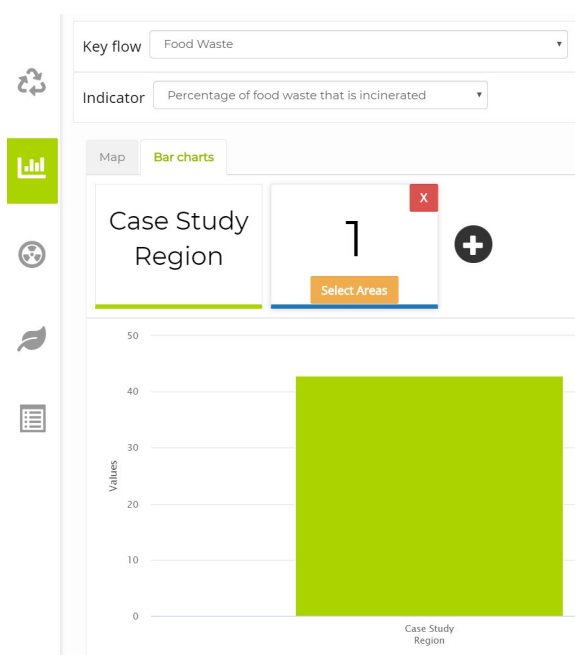 Key flow Food Waste
Indicator Percentage of food waste that is incinerated
Map Bar charts
Case Study
Region
X
1
Select Areas
50
40
30
20
10
0
Values
Case Study
Region